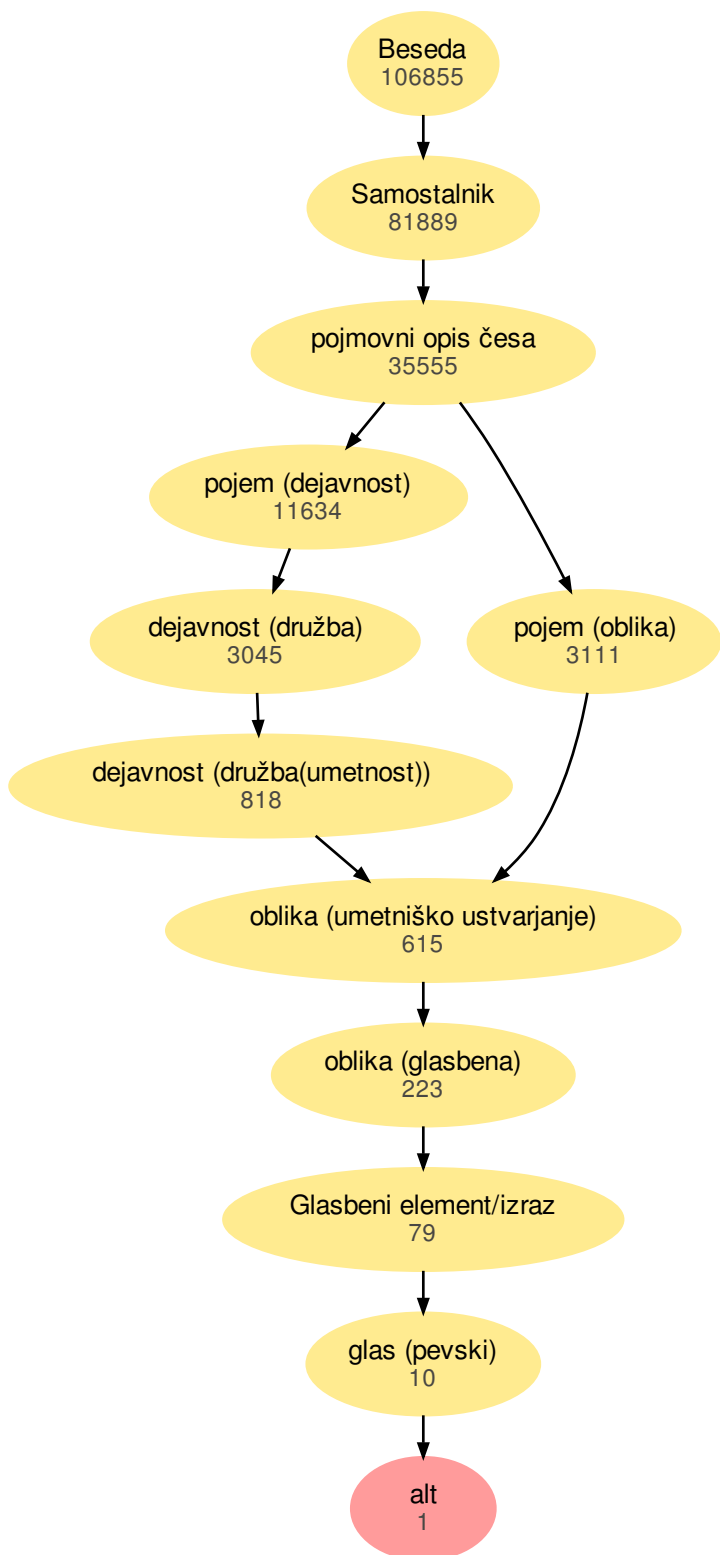 Beseda
106855
Samostalnik
81889
pojmovni opis česa
35555
pojem (dejavnost)
11634
dejavnost (družba)
3045
pojem (oblika)
3111
dejavnost (družba(umetnost))
818
oblika (umetniško ustvarjanje)
615
oblika (glasbena)
223
Glasbeni element/izraz
79
glas (pevski)
10
alt
1